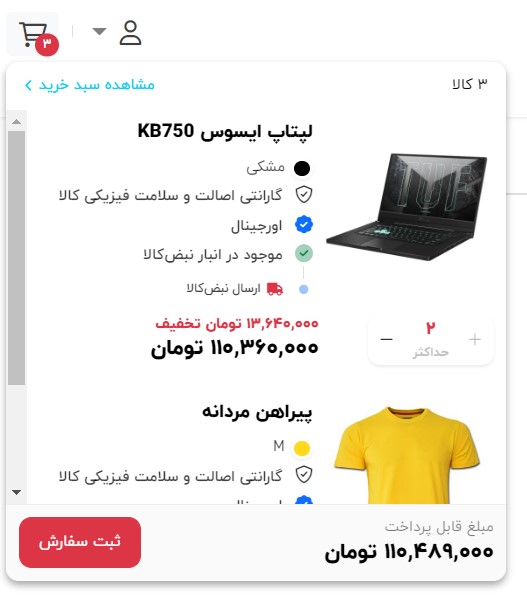 ۳
۳ کالا
مشاهده سبد خرید
لپتاپ ایسوس KB750
مشکی
گارانتی اصالت و سلامت فیزیکی کالا
اورجینال
موجود در انبار نبض‌کالا
ارسال نبض‌کالا
۱۳,۶۴۰,۰۰۰ تومان تخفیف
۱۱۰,۳۶۰,۰۰۰ تومان
۲
حداکثر
پیراهن مردانه
M
گارانتی اصالت و سلامت فیزیکی کالا
اورجینال
مبلغ قابل پرداخت
۱۱۰,۴۸۹,۰۰۰ تومان
ثبت سفارش